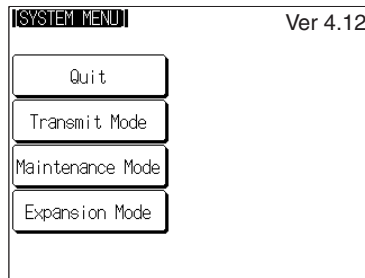 [SYSTEM MENU]
Ver 4.12
Quit
Transmit Mode
Maintenance Mode
Expansion Mode